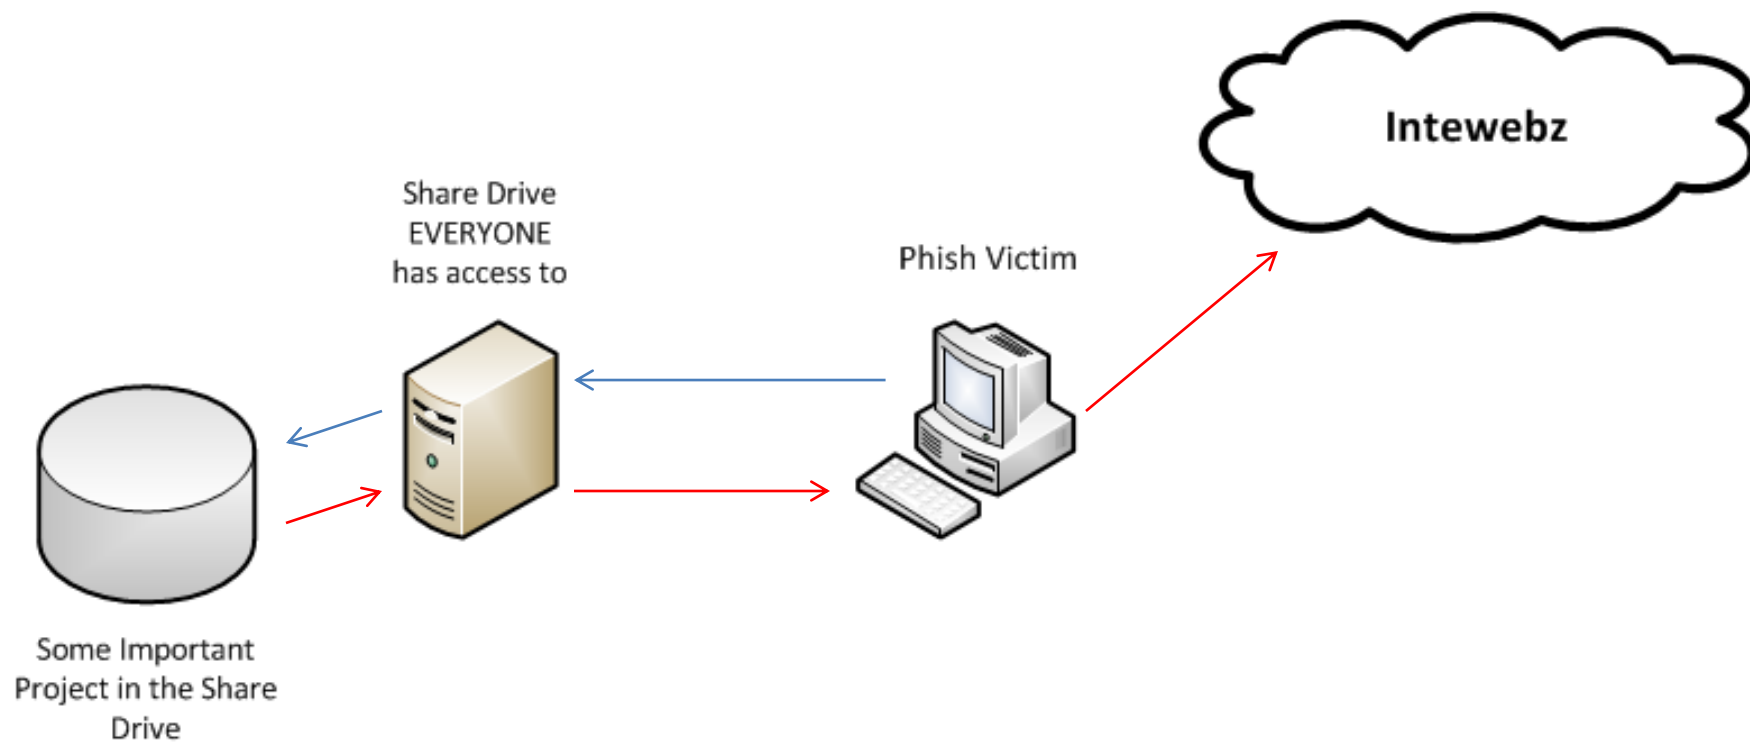 Intewebz
Share Drive
EVERYONE
has access to
Phish Victim
Some Important
Project in the Share
Drive